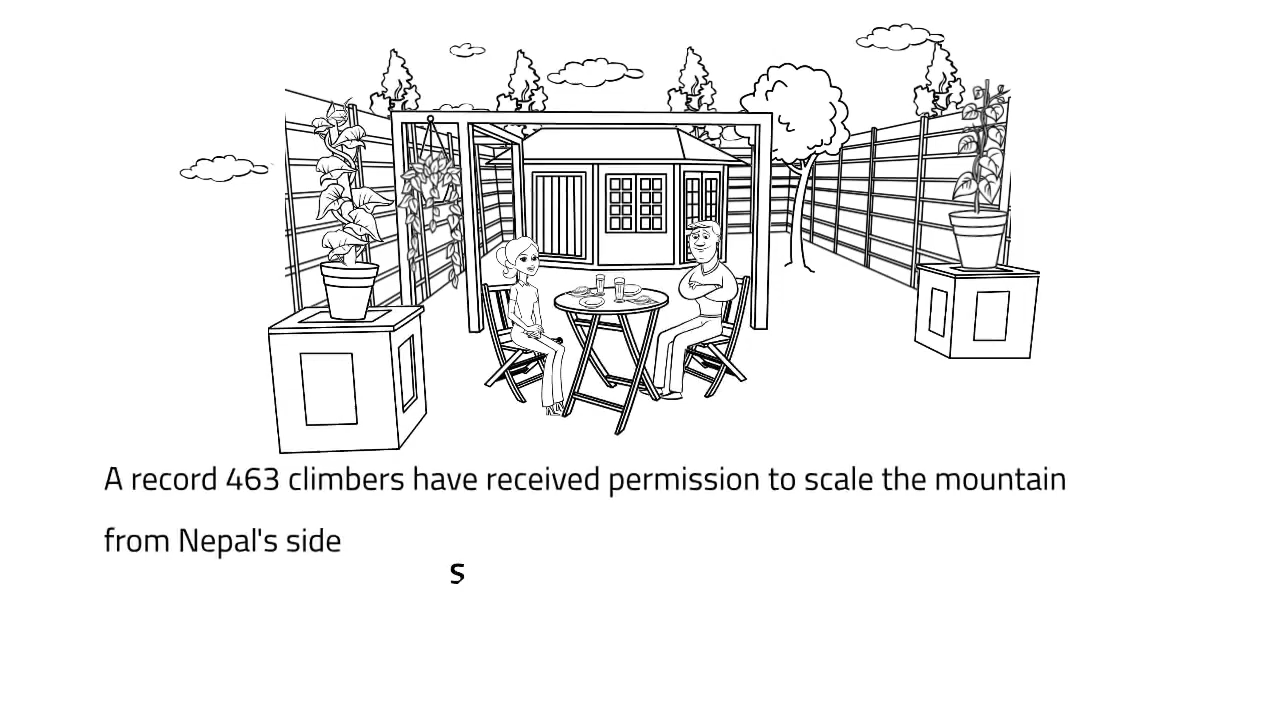 A record 463 climbers have received permission to scale the mountain
from Nepal's side
S